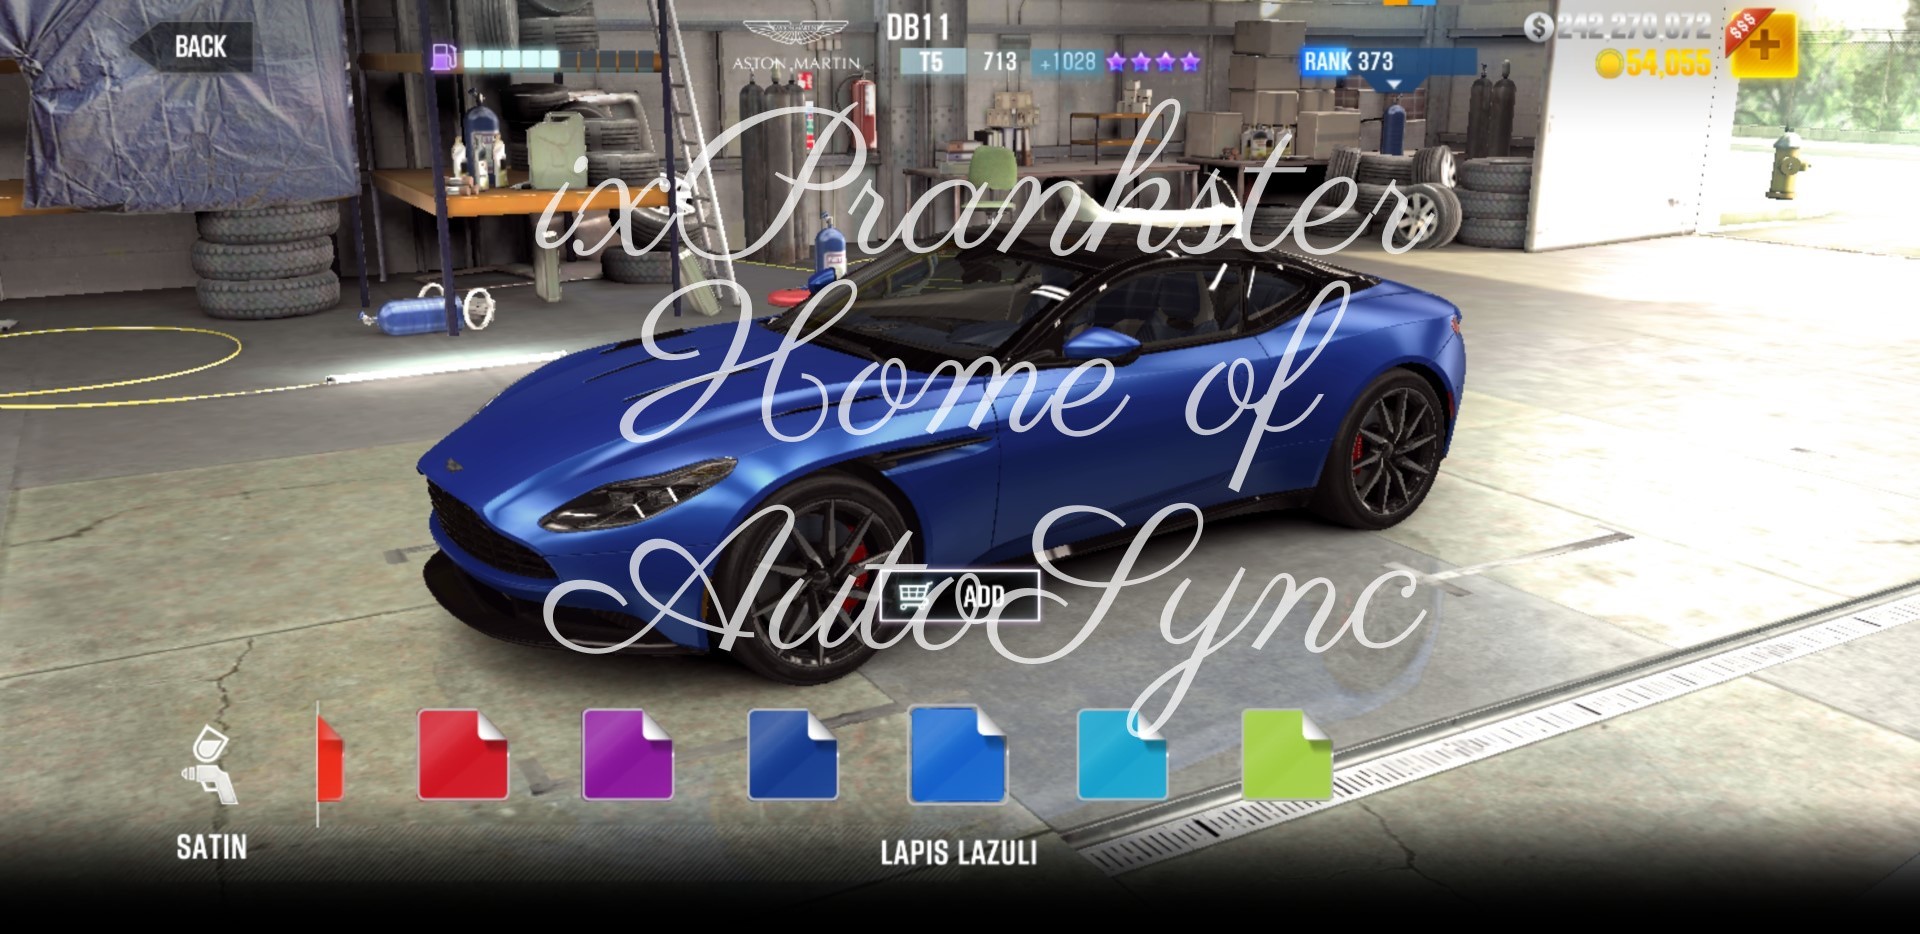 BACK
ASTON MARTIN
DB11
T5 713 +1028
RANK 373
$ 242,270,072
54,055
$$$
ixPrankster
Home of
AutoSync
ADD
SATIN
LAPIS LAZULI